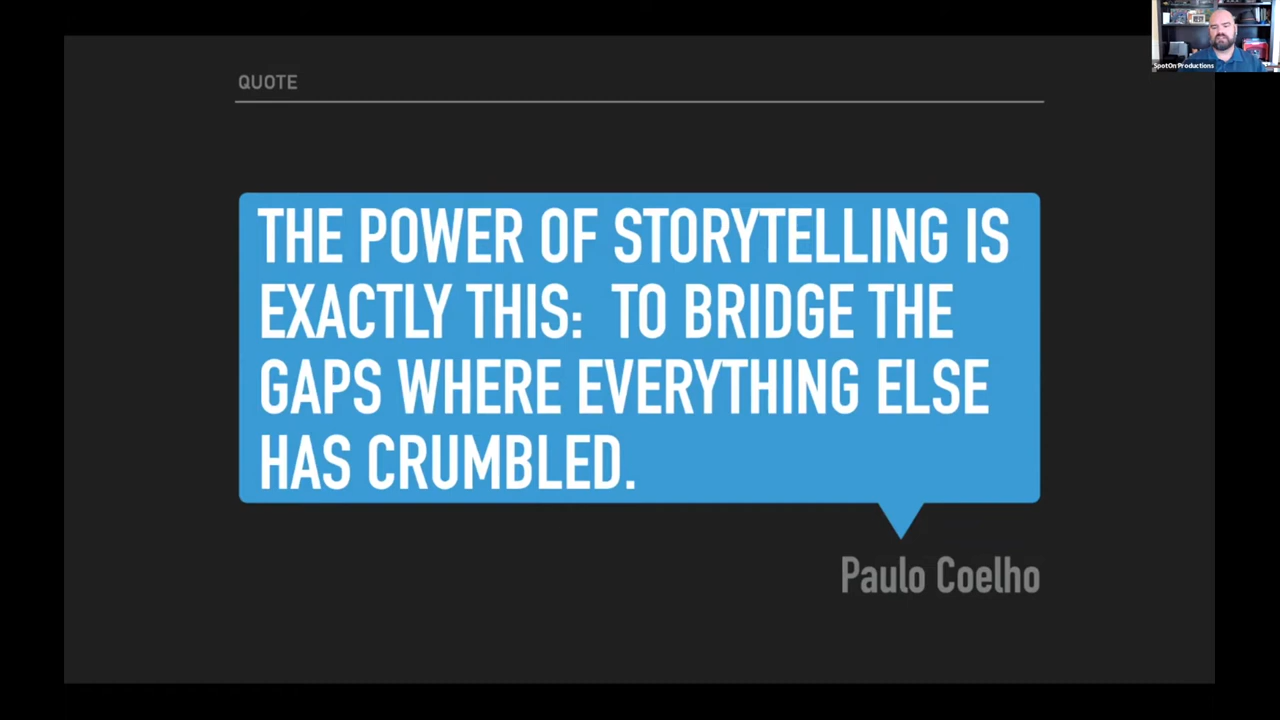 SpotOn Productions
QUOTE
THE POWER OF STORYTELLING IS
EXACTLY THIS:  TO BRIDGE THE
GAPS WHERE EVERYTHING ELSE
HAS CRUMBLED.
Paulo Coelho